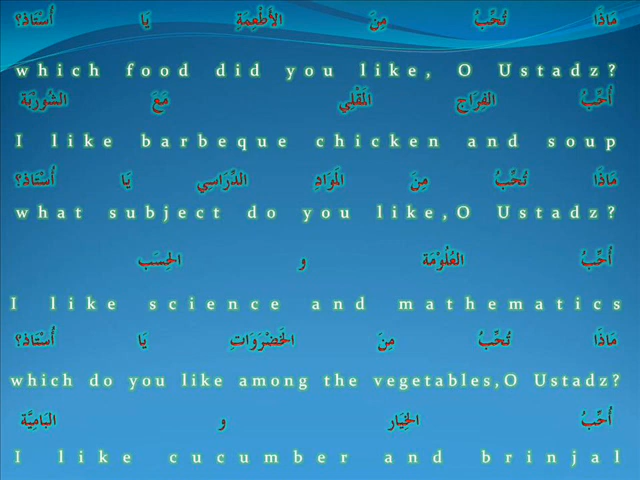 مَاذَا تُحِّبُ مِنَ الأَطْعِمَةِ يَا أُسْتَاذ؟
which food did you like, O Ustadz?
أُحِّبُ الفِرَاج المَقْلِي مَعَ الشُورْبَة
I like barbeque chicken and soup
مَاذَا تُحِّبُ مِنَ المَوَادِ الدِّرَاسِي يَا أُسْتَاذ؟
what subject do you like,O Ustadz?
أُحِّبُ العُلُوْمَة و الحِسَب
I like science and mathematics
مَاذَا تُحِّبُ مِنَ الخَضْرَوَاتِ يَا أُسْتَاذ؟
which do you like among the vegetables,O Ustadz?
أُحِّبُ الخِيَار و البَامِيَّة
I like cucumber and brinjal